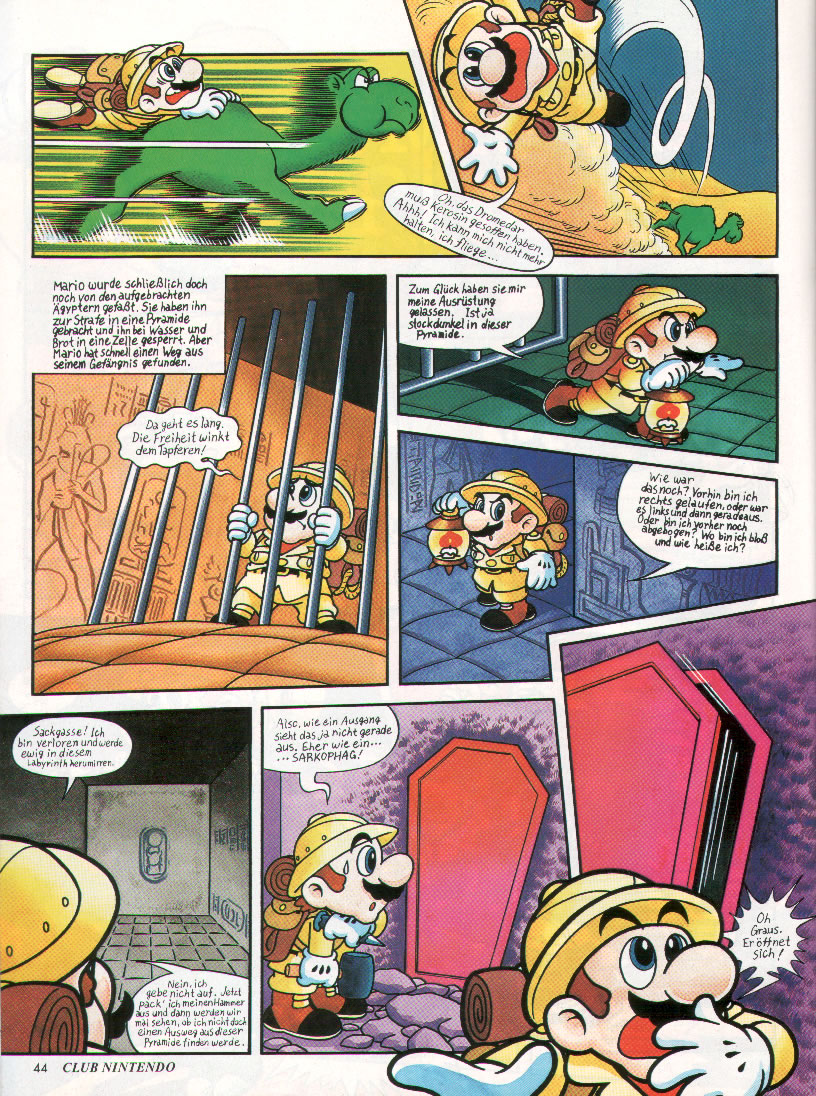 Oh, das Dromedar
muß Kerosin gesoffen haben.
Ahhh! Ich kann mich nicht mehr
halten, ich fliege...
Mario wurde schließlich doch
noch von den aufgebrachten
Ägyptern gefaßt. Sie haben ihn
zur Strafe in eine Pyramide
gebracht und ihn bei Wasser und
Brot in eine Zelle gesperrt. Aber
Mario hat schnell einen Weg aus
seinem Gefängnis gefunden.
Da geht es lang.
Die Freiheit winkt
dem Tapferen!
Zum Glück haben sie mir
meine Ausrüstung
gelassen. Ist ja
stockdunkel in dieser
Pyramide.
Wie war
das noch? Vorhin bin ich
rechts gelaufen, oder war
es links und dann geradeaus.
Oder bin ich vorher noch
abgebogen? Wo bin ich bloß
und wie heiße ich?
Sackgasse! Ich
bin verloren und werde
ewig in diesem
Labyrinth herumirren.
Nein, ich
gebe nicht auf. Jetzt
pack' ich meinen Hammer
aus und dann werden wir
mal sehen, ob ich nicht doch
einen Ausweg aus dieser
Pyramide finden werde.
Also, wie ein Ausgang
sieht das ja nicht gerade
aus. Eher wie ein...
... SARKOPHAG!
Oh
Graus.
Er öffnet
sich!
44 CLUB NINTENDO